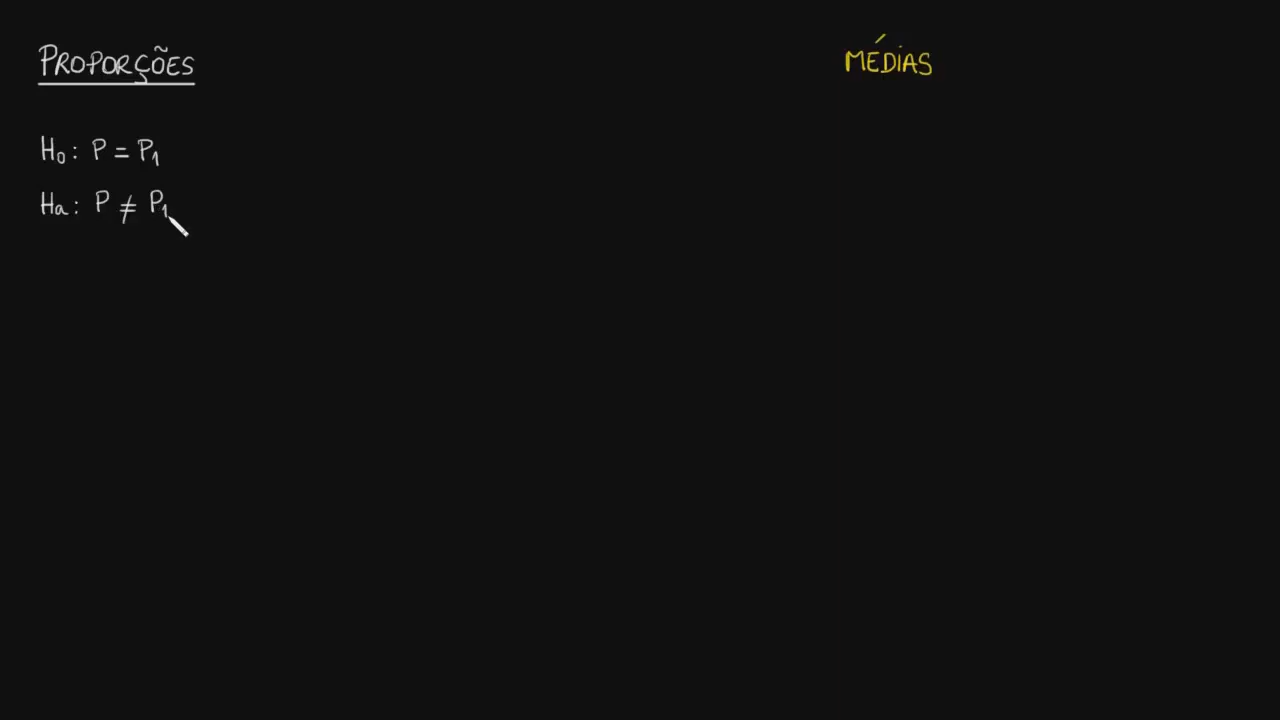 PROPORÇÕES
MÉDIAS
H₀: P = P₁
Ha: P ≠ P₁